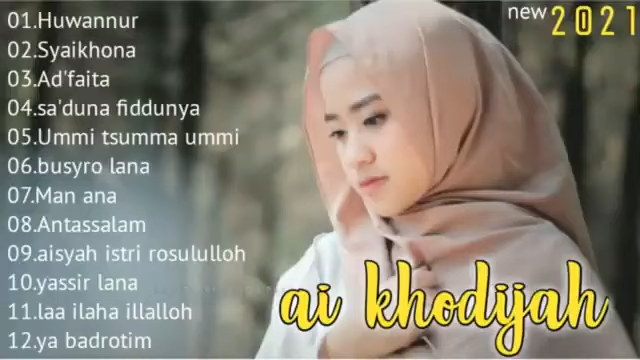 01.Huwannur
02.Syaikhona
03.Ad'faita
04.sa'duna fiddunya
05.Ummi tsumma ummi
06.busyro lana
07.Man ana
08.Antassalam
09.aisyah istri rosululloh
10.yassir lana
11.laa ilaha illalloh
12.ya badrotim
new 2021
ai khodijah